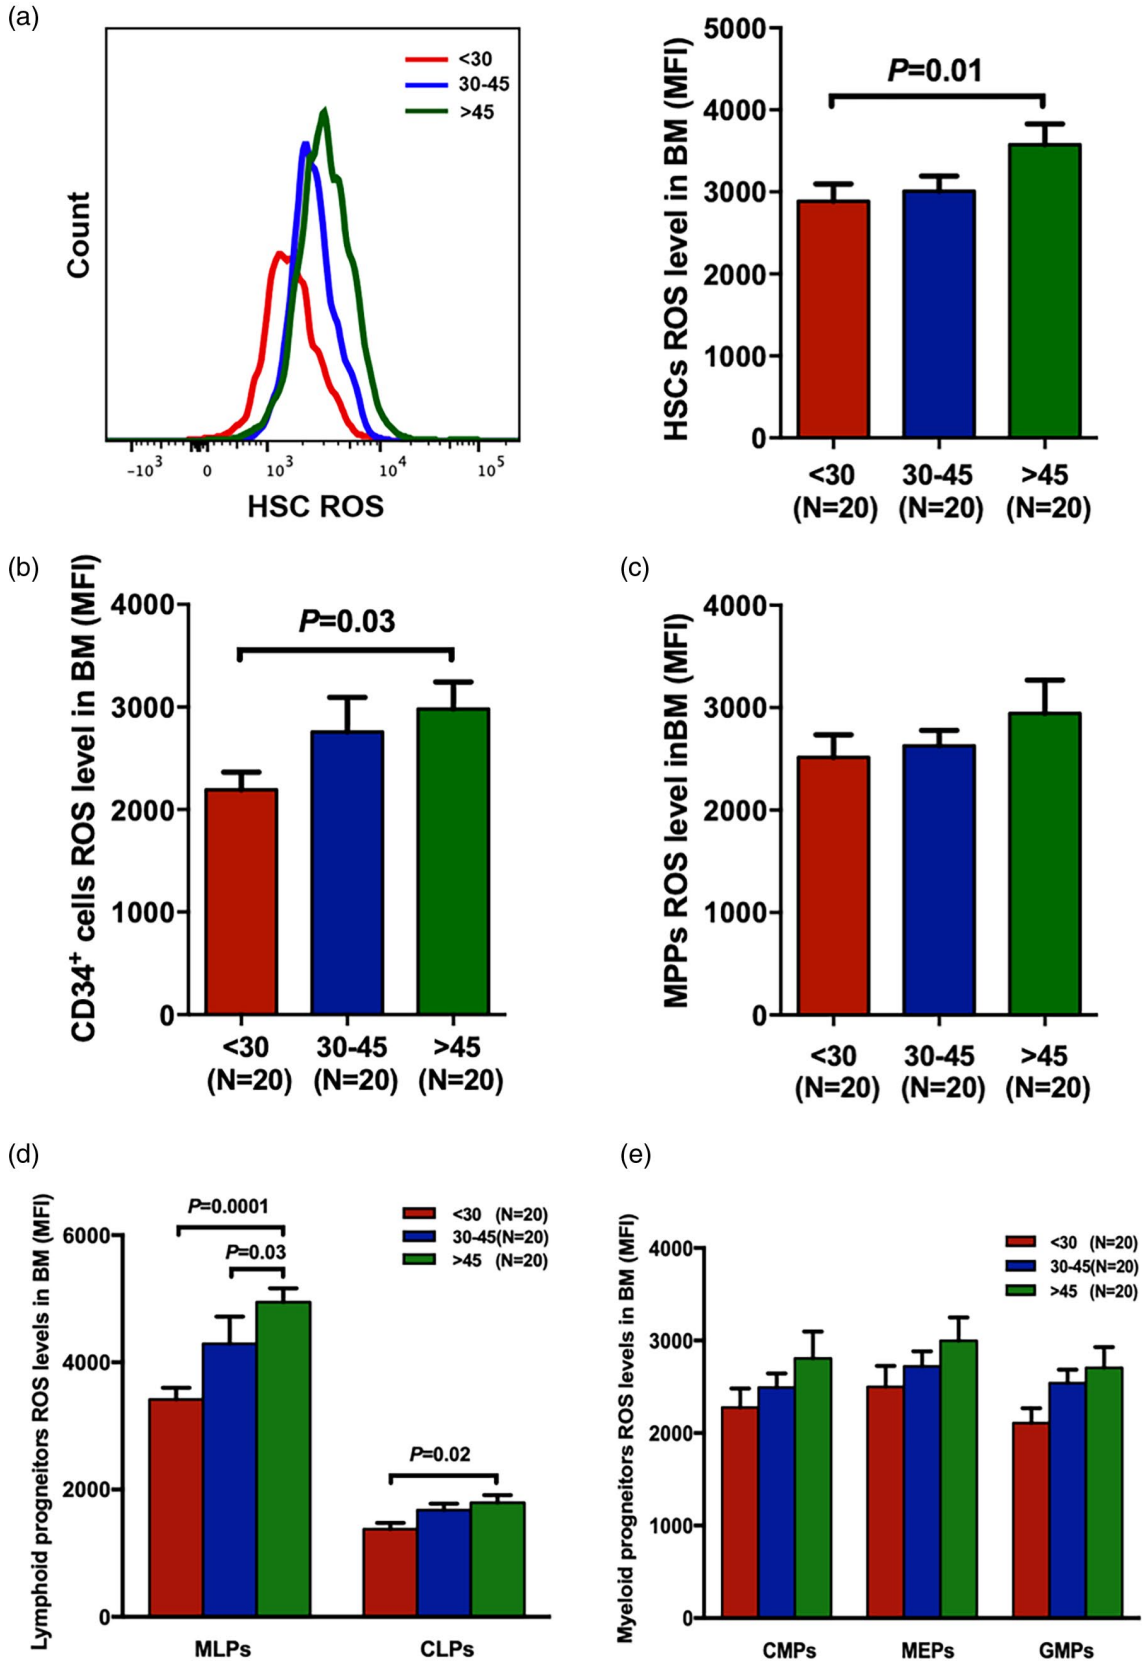 (a)
<30
30-45
>45
Count
-10³ 0 10³ 10⁴ 10⁵
HSC ROS
HSCs ROS level in BM (MFI)
5000
4000
3000
2000
1000
0
P=0.01
<30 30-45 >45
(N=20) (N=20) (N=20)
(b)
CD34⁺ cells ROS level in BM (MFI)
4000
3000
2000
1000
0
P=0.03
<30 30-45 >45
(N=20) (N=20) (N=20)
(c)
MPPs ROS level inBM (MFI)
4000
3000
2000
1000
0
<30 30-45 >45
(N=20) (N=20) (N=20)
(d)
Lymphoid progneitors ROS levels in BM (MFI)
6000
4000
2000
0
P=0.0001
P=0.03
P=0.02
<30 (N=20)
30-45(N=20)
>45 (N=20)
MLPs CLPs
(e)
Myeloid progneitors ROS levels in BM (MFI)
4000
3000
2000
1000
0
<30 (N=20)
30-45(N=20)
>45 (N=20)
CMPs MEPs GMPs